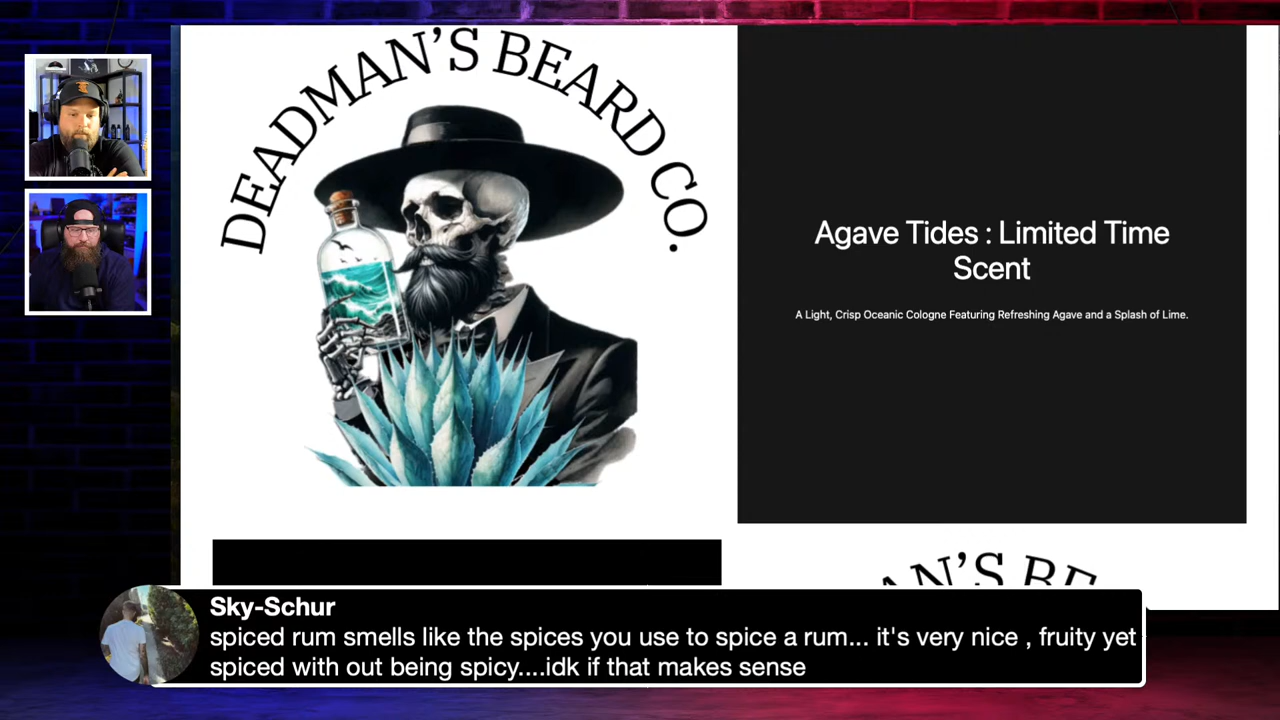 DEADMAN'S BEARD CO.
Agave Tides : Limited Time
Scent
A Light, Crisp Oceanic Cologne Featuring Refreshing Agave and a Splash of Lime.
AN'S BE
Sky-Schur
spiced rum smells like the spices you use to spice a rum... it's very nice , fruity yet
spiced with out being spicy....idk if that makes sense